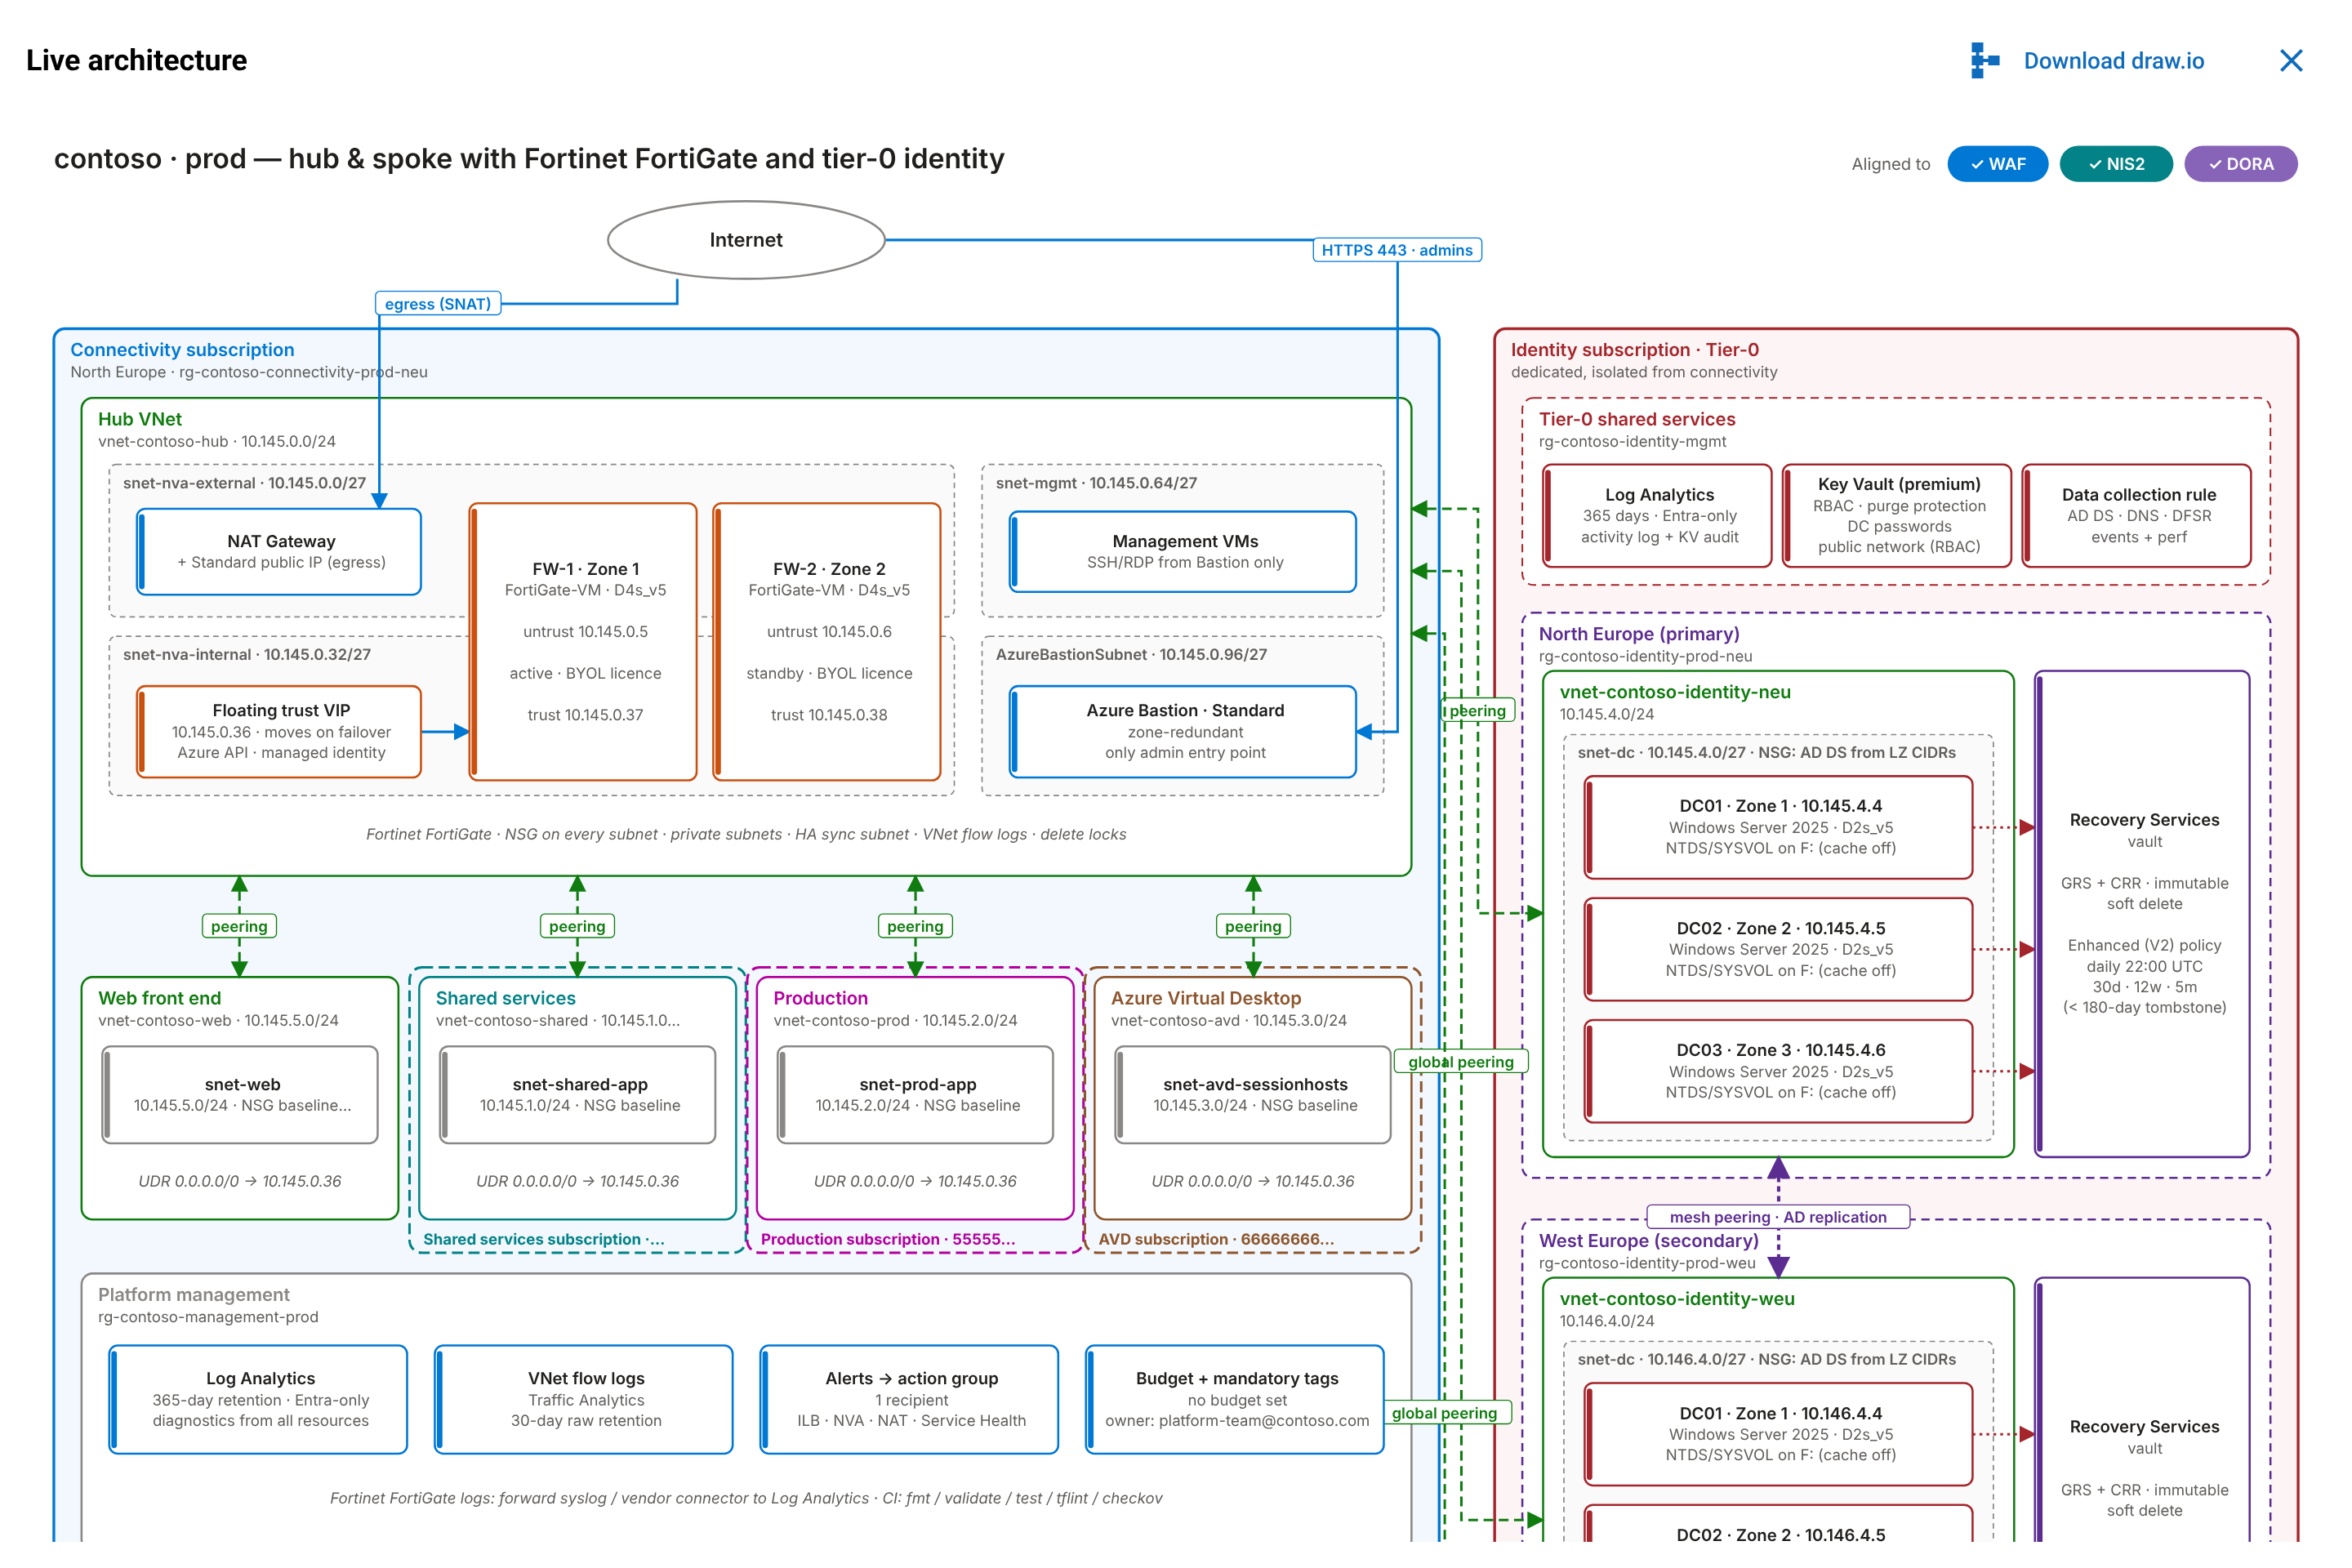 Live architecture
Download draw.io
contoso · prod — hub & spoke with Fortinet FortiGate and tier-0 identity
Aligned to
✓ WAF
✓ NIS2
✓ DORA
Internet
HTTPS 443 · admins
egress (SNAT)
Connectivity subscription
North Europe · rg-contoso-connectivity-prod-neu
Hub VNet
vnet-contoso-hub · 10.145.0.0/24
snet-nva-external · 10.145.0.0/27
NAT Gateway
+ Standard public IP (egress)
FW-1 · Zone 1
FortiGate-VM · D4s_v5
untrust 10.145.0.5
active · BYOL licence
trust 10.145.0.37
FW-2 · Zone 2
FortiGate-VM · D4s_v5
untrust 10.145.0.6
standby · BYOL licence
trust 10.145.0.38
snet-mgmt · 10.145.0.64/27
Management VMs
SSH/RDP from Bastion only
snet-nva-internal · 10.145.0.32/27
Floating trust VIP
10.145.0.36 · moves on failover
Azure API · managed identity
AzureBastionSubnet · 10.145.0.96/27
Azure Bastion · Standard
zone-redundant
only admin entry point
Fortinet FortiGate · NSG on every subnet · private subnets · HA sync subnet · VNet flow logs · delete locks
peering
peering
peering
peering
peering
Web front end
vnet-contoso-web · 10.145.5.0/24
snet-web
10.145.5.0/24 · NSG baseline...
UDR 0.0.0.0/0 → 10.145.0.36
Shared services
vnet-contoso-shared · 10.145.1.0...
snet-shared-app
10.145.1.0/24 · NSG baseline
UDR 0.0.0.0/0 → 10.145.0.36
Shared services subscription ·...
Production
vnet-contoso-prod · 10.145.2.0/24
snet-prod-app
10.145.2.0/24 · NSG baseline
UDR 0.0.0.0/0 → 10.145.0.36
Production subscription · 55555...
Azure Virtual Desktop
vnet-contoso-avd · 10.145.3.0/24
snet-avd-sessionhosts
10.145.3.0/24 · NSG baseline
UDR 0.0.0.0/0 → 10.145.0.36
AVD subscription · 66666666...
global peering
Platform management
rg-contoso-management-prod
Log Analytics
365-day retention · Entra-only
diagnostics from all resources
VNet flow logs
Traffic Analytics
30-day raw retention
Alerts → action group
1 recipient
ILB · NVA · NAT · Service Health
Budget + mandatory tags
no budget set
owner: platform-team@contoso.com
global peering
Fortinet FortiGate logs: forward syslog / vendor connector to Log Analytics · CI: fmt / validate / test / tflint / checkov
Identity subscription · Tier-0
dedicated, isolated from connectivity
Tier-0 shared services
rg-contoso-identity-mgmt
Log Analytics
365 days · Entra-only
activity log + KV audit
Key Vault (premium)
RBAC · purge protection
DC passwords
public network (RBAC)
Data collection rule
AD DS · DNS · DFSR
events + perf
North Europe (primary)
rg-contoso-identity-prod-neu
vnet-contoso-identity-neu
10.145.4.0/24
snet-dc · 10.145.4.0/27 · NSG: AD DS from LZ CIDRs
DC01 · Zone 1 · 10.145.4.4
Windows Server 2025 · D2s_v5
NTDS/SYSVOL on F: (cache off)
DC02 · Zone 2 · 10.145.4.5
Windows Server 2025 · D2s_v5
NTDS/SYSVOL on F: (cache off)
DC03 · Zone 3 · 10.145.4.6
Windows Server 2025 · D2s_v5
NTDS/SYSVOL on F: (cache off)
Recovery Services
vault
GRS + CRR · immutable
soft delete
Enhanced (V2) policy
daily 22:00 UTC
30d · 12w · 5m
(< 180-day tombstone)
mesh peering · AD replication
West Europe (secondary)
rg-contoso-identity-prod-weu
vnet-contoso-identity-weu
10.146.4.0/24
snet-dc · 10.146.4.0/27 · NSG: AD DS from LZ CIDRs
DC01 · Zone 1 · 10.146.4.4
Windows Server 2025 · D2s_v5
NTDS/SYSVOL on F: (cache off)
DC02 · Zone 2 · 10.146.4.5
Recovery Services
vault
GRS + CRR · immutable
soft delete